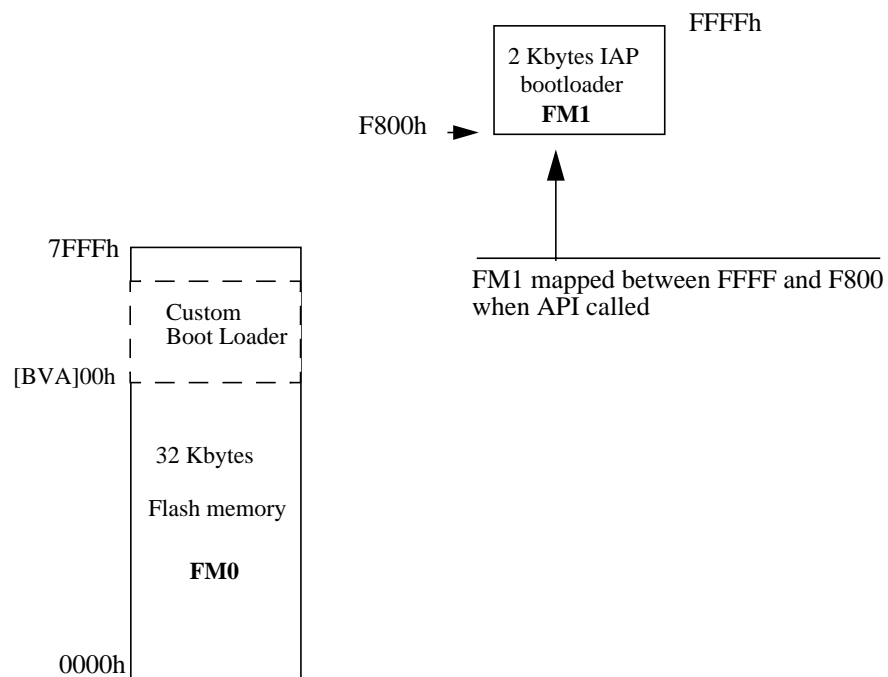 FFFFh
2 Kbytes IAP
bootloader
FM1
F800h
7FFFh
FM1 mapped between FFFF and F800
when API called
Custom
Boot Loader
[BVA]00h
32 Kbytes
Flash memory
FM0
0000h